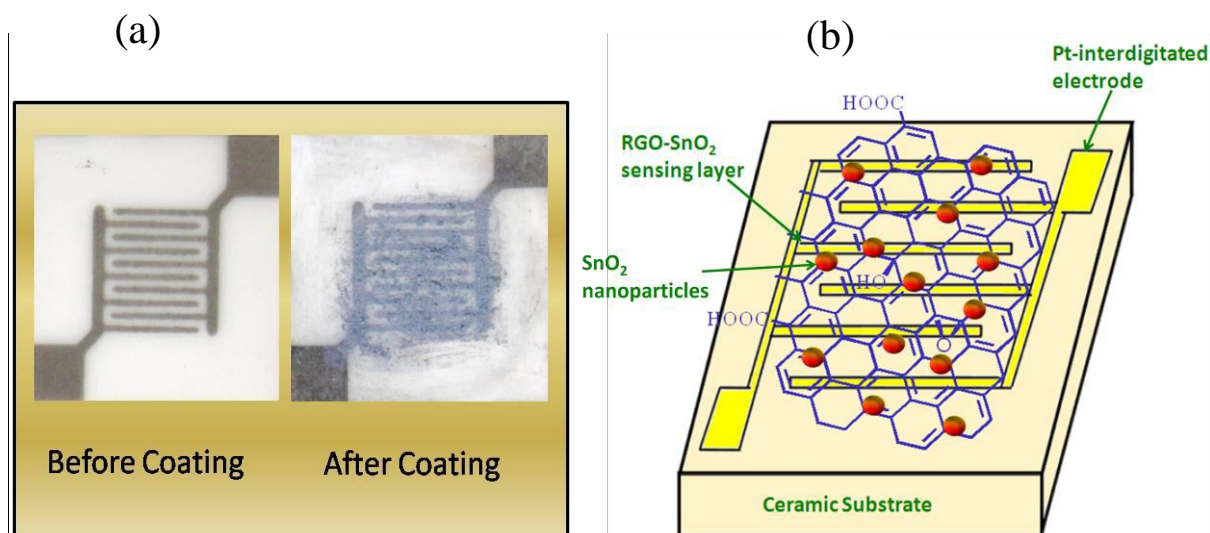 (a)
(b)
Before Coating
After Coating
Pt-interdigitated
electrode
HOOC
RGO-SnO₂
sensing layer
SnO₂
nanoparticles
HO
HOOC
O
Ceramic Substrate